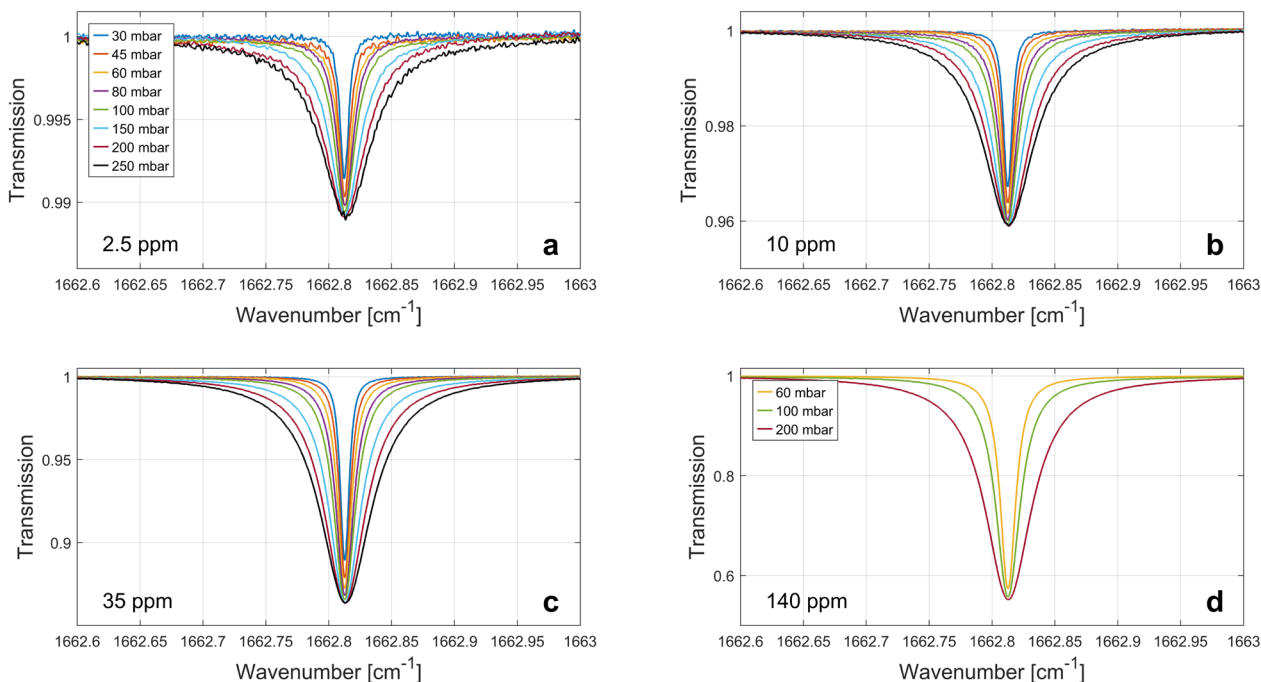 1
0.995
0.99
Transmission
30 mbar
45 mbar
60 mbar
80 mbar
100 mbar
150 mbar
200 mbar
250 mbar
2.5 ppm
a
1662.6 1662.65 1662.7 1662.75 1662.8 1662.85 1662.9 1662.95 1663
Wavenumber [cm⁻¹]
1
0.98
0.96
Transmission
10 ppm
b
1662.6 1662.65 1662.7 1662.75 1662.8 1662.85 1662.9 1662.95 1663
Wavenumber [cm⁻¹]
1
0.95
0.9
Transmission
35 ppm
c
1662.6 1662.65 1662.7 1662.75 1662.8 1662.85 1662.9 1662.95 1663
Wavenumber [cm⁻¹]
1
0.8
0.6
Transmission
60 mbar
100 mbar
200 mbar
140 ppm
d
1662.6 1662.65 1662.7 1662.75 1662.8 1662.85 1662.9 1662.95 1663
Wavenumber [cm⁻¹]